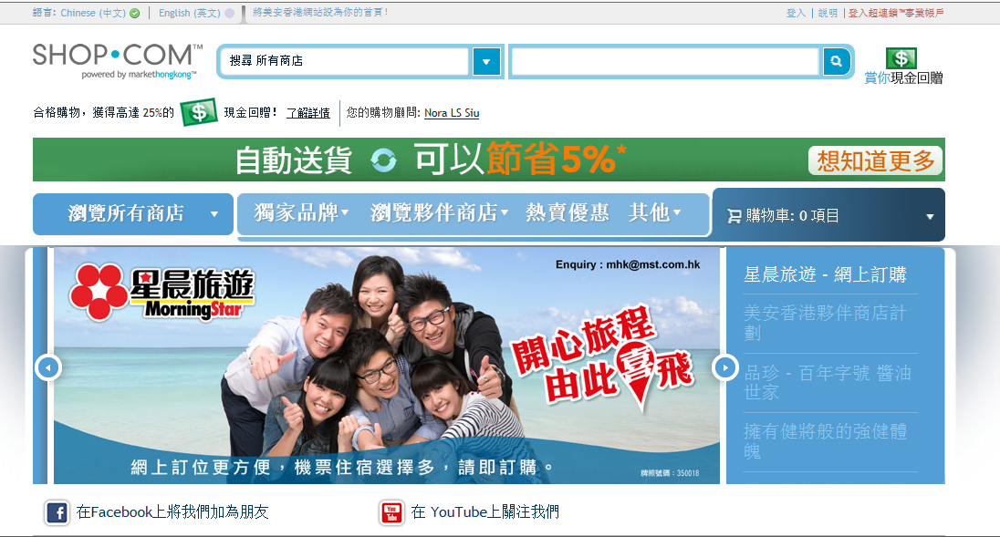 語言: Chinese (中文) | English (英文) 將美安香港網站設為你的首頁! 登入 | 說明 | 登入超連鎖™事業帳戶
SHOP•COM™
powered by markethongkong™
搜尋 所有商店
賞你現金回贈
合格購物，獲得高達 25%的 $ 現金回贈! 了解詳情 您的購物顧問: Nora LS Siu
自動送貨 可以節省5%* 想知道更多
瀏覽所有商店 獨家品牌 瀏覽夥伴商店 熱賣優惠 其他 購物車: 0 項目
Enquiry : mhk@mst.com.hk
星晨旅遊
MorningStar
開心旅程
由此喜飛
網上訂位更方便，機票住宿選擇多，請即訂購。
牌照號碼：350018
星晨旅遊 - 網上訂購
美安香港夥伴商店計
劃
品珍 - 百年字號 醬油
世家
擁有健將般的強健體
魄
在Facebook上將我們加為朋友
You
Tube
在 YouTube上關注我們